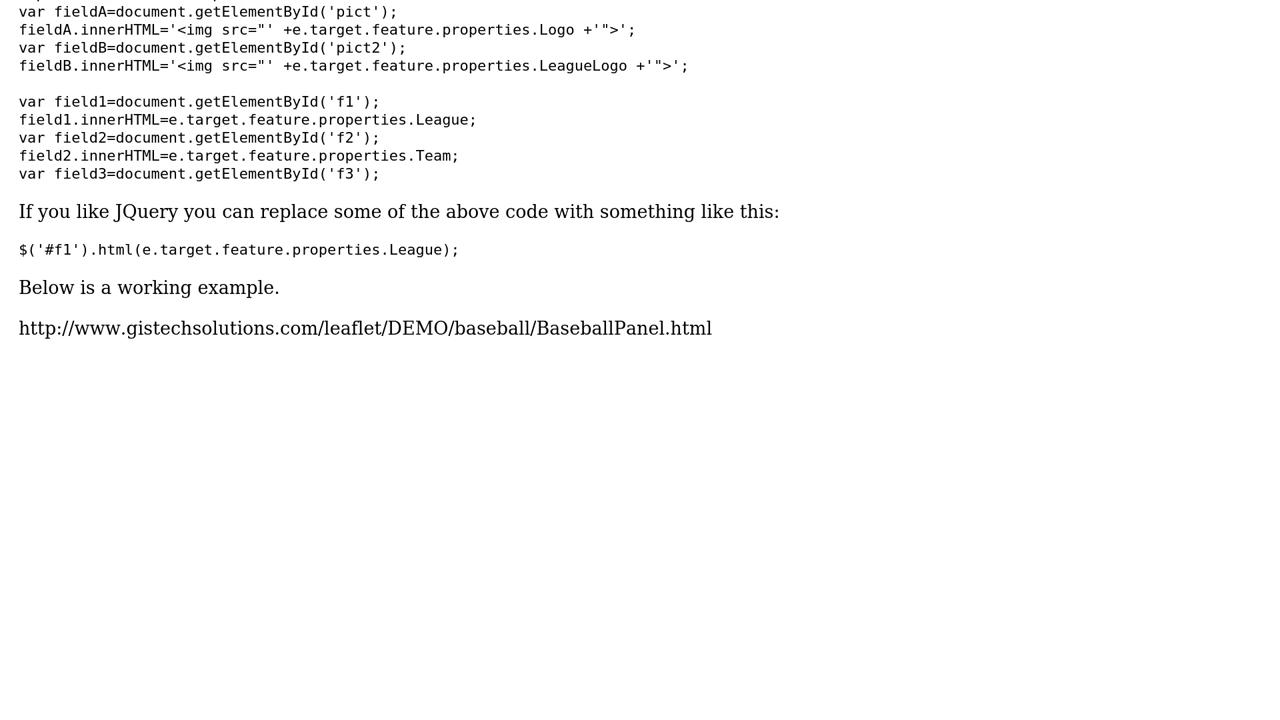 var fieldA=document.getElementById('pict');
fieldA.innerHTML='<img src="' +e.target.feature.properties.Logo +'">';
var fieldB=document.getElementById('pict2');
fieldB.innerHTML='<img src="' +e.target.feature.properties.LeagueLogo +'">';
var field1=document.getElementById('f1');
field1.innerHTML=e.target.feature.properties.League;
var field2=document.getElementById('f2');
field2.innerHTML=e.target.feature.properties.Team;
var field3=document.getElementById('f3');
If you like JQuery you can replace some of the above code with something like this:
$('#f1').html(e.target.feature.properties.League);
Below is a working example.
http://www.gistechsolutions.com/leaflet/DEMO/baseball/BaseballPanel.html